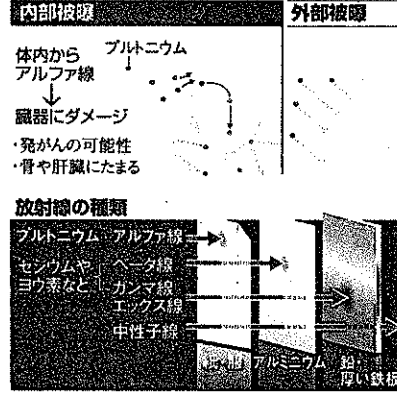 内部被曝
体内から
アルファ線
↓
臓器にダメージ
・発がんの可能性
・骨や肝臓にたまる
プルトニウム
外部被曝
放射線の種類
プルトニウム アルファ線
セシウムや
ヨウ素など
ベータ線
ガンマ線
エックス線
中性子線
アルミニウム
鉛・
厚い鉄板